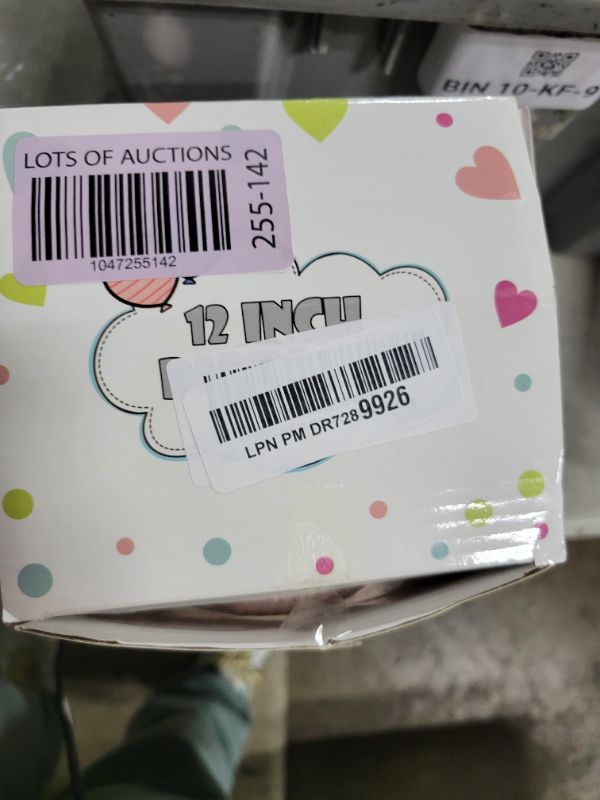 BIN 10-KF-9
LOTS OF AUCTIONS
255-142
1047255142
12 INCH
LPN PM DR728 9926